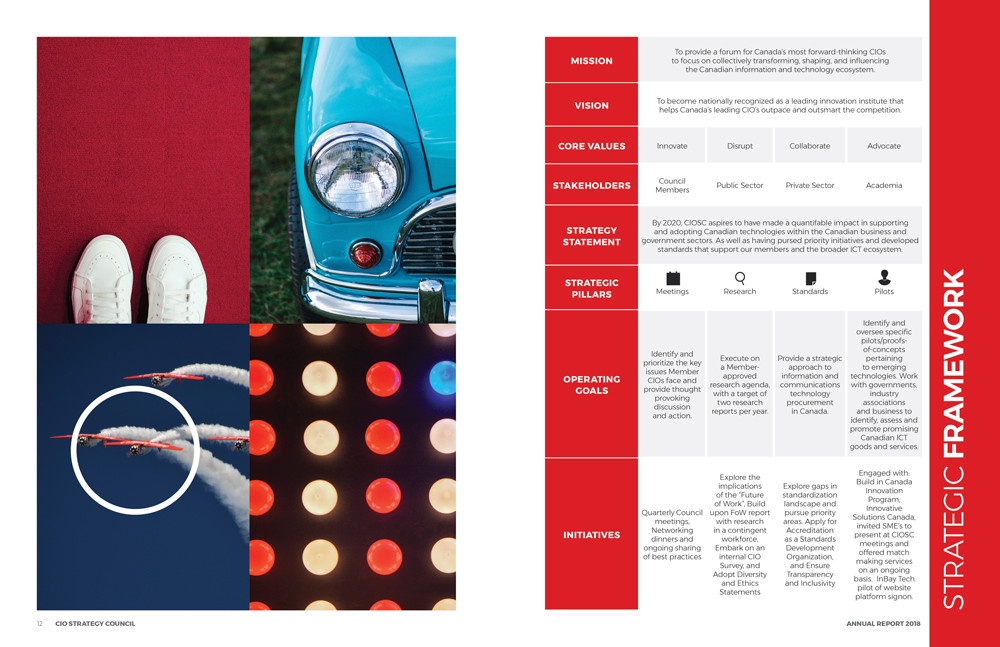 MISSION
To provide a forum for Canada's most forward-thinking CIOs
to focus on collectively transforming, shaping, and influencing
the Canadian information and technology ecosystem.
VISION
To become nationally recognized as a leading innovation institute that
helps Canada's leading CIO's outpace and outsmart the competition.
CORE VALUES
Innovate
Disrupt
Collaborate
Advocate
STAKEHOLDERS
Council
Members
Public Sector
Private Sector
Academia
STRATEGY
STATEMENT
By 2020, CIOSC aspires to have made a quantifable impact in supporting
and adopting Canadian technologies within the Canadian business and
government sectors. As well as having pursed priority initiatives and developed
standards that support our members and the broader ICT ecosystem.
STRATEGIC
PILLARS
Meetings
Research
Standards
Pilots
OPERATING
GOALS
Identify and
prioritize the key
issues Member
CIOs face and
provide thought
provoking
discussion
and action.
Execute on
a Member-
approved
research agenda,
with a target of
two research
reports per year.
Provide a strategic
approach to
information and
communications
technology
procurement
in Canada.
Identify and
oversee specific
pilots/proofs-
of-concepts
pertaining
to emerging
technologies. Work
with governments,
industry
associations
and business to
identify, assess and
promote promising
Canadian ICT
goods and services.
INITIATIVES
Quarterly Council
meetings,
Networking
dinners and
ongoing sharing
of best practices
Explore the
implications
of the "Future
of Work", Build
upon FoW report
with research
in a contingent
workforce,
Embark on an
internal CIO
Survey, and
Adopt Diversity
and Ethics
Statements
Explore gaps in
standardization
landscape and
pursue priority
areas. Apply for
Accreditation
as a Standards
Development
Organization,
and Ensure
Transparency
and Inclusivity
Engaged with:
Build in Canada
Innovation
Program,
Innovative
Solutions Canada,
invited SME's to
present at CIOSC
meetings and
offered match
making services
on an ongoing
basis. InBay Tech
pilot of website
platform signon.
STRATEGIC FRAMEWORK
12 CIO STRATEGY COUNCIL
ANNUAL REPORT 2018